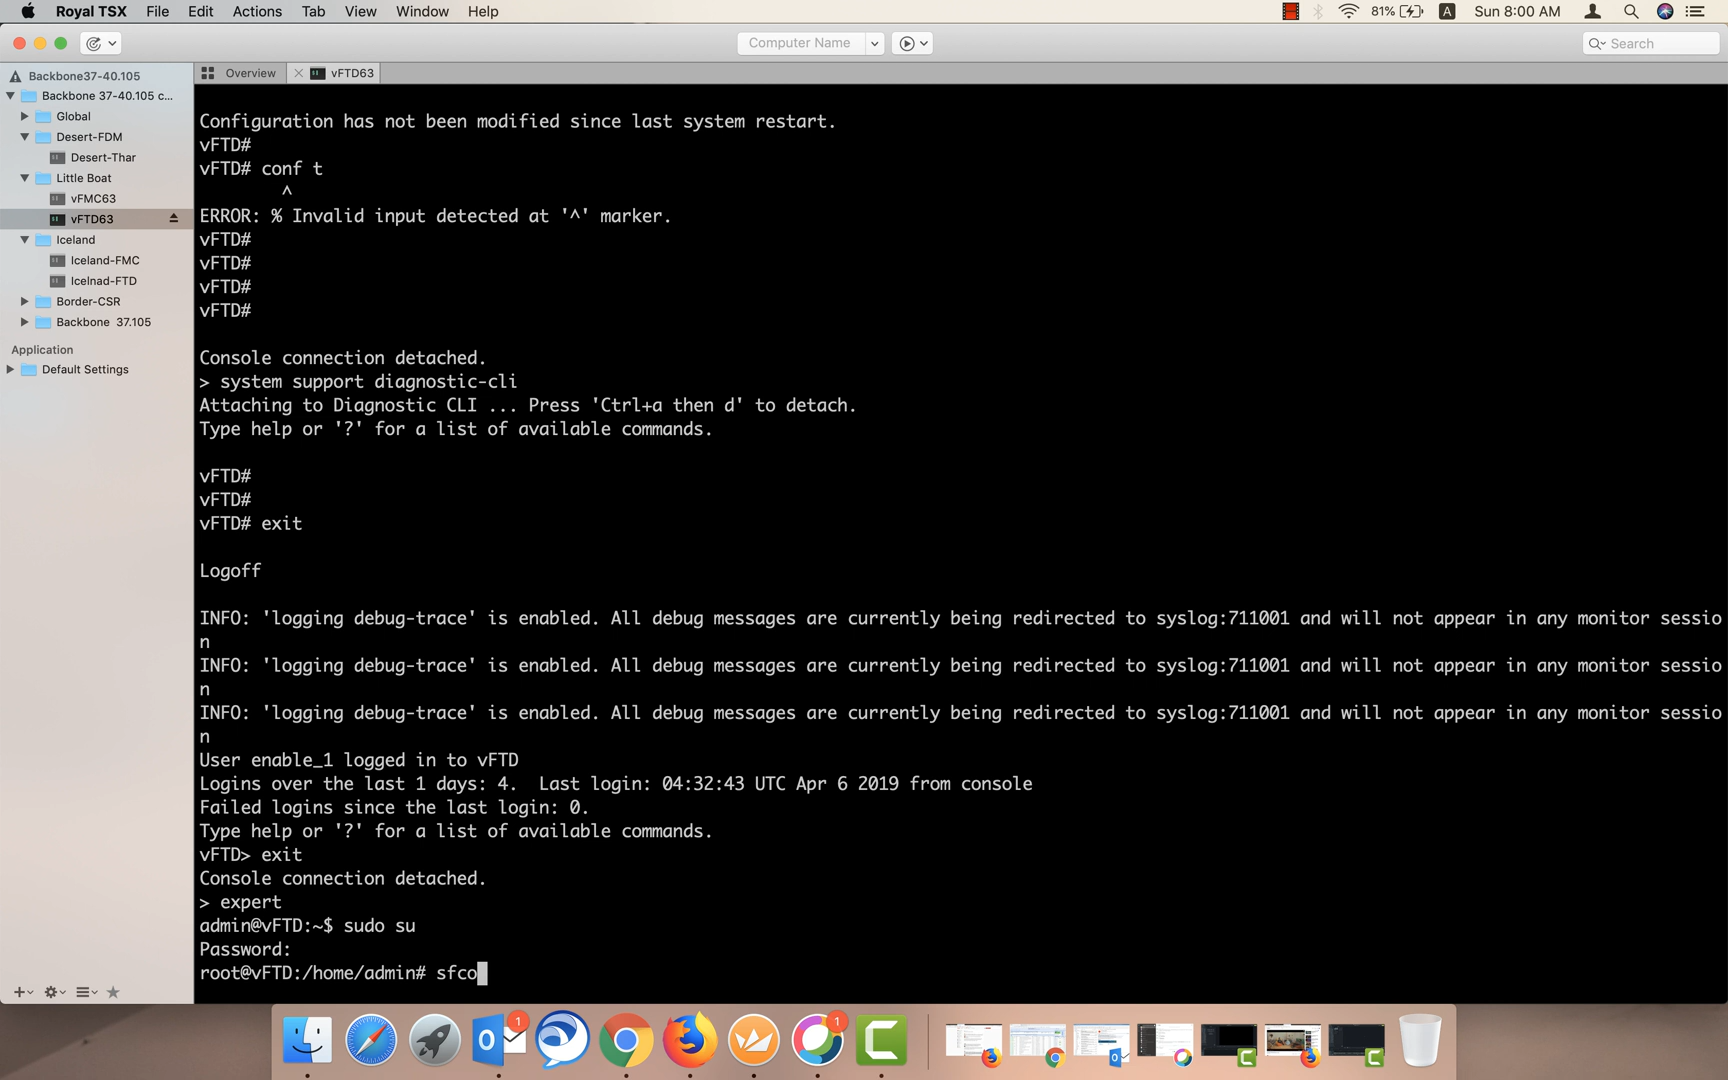 Royal TSX File Edit Actions Tab View Window Help 81% A Sun 8:00 AM
Computer Name Search
Backbone37-40.105
Backbone 37-40.105 c...
Global
Desert-FDM
Desert-Thar
Little Boat
vFMC63
vFTD63
Iceland
Iceland-FMC
Icelnad-FTD
Border-CSR
Backbone 37.105
Application
Default Settings
Overview vFTD63
Configuration has not been modified since last system restart.
vFTD#
vFTD# conf t
^
ERROR: % Invalid input detected at '^' marker.
vFTD#
vFTD#
vFTD#
vFTD#
Console connection detached.
> system support diagnostic-cli
Attaching to Diagnostic CLI ... Press 'Ctrl+a then d' to detach.
Type help or '?' for a list of available commands.
vFTD#
vFTD#
vFTD# exit
Logoff
INFO: 'logging debug-trace' is enabled. All debug messages are currently being redirected to syslog:711001 and will not appear in any monitor sessio
n
INFO: 'logging debug-trace' is enabled. All debug messages are currently being redirected to syslog:711001 and will not appear in any monitor sessio
n
INFO: 'logging debug-trace' is enabled. All debug messages are currently being redirected to syslog:711001 and will not appear in any monitor sessio
n
User enable_1 logged in to vFTD
Logins over the last 1 days: 4.  Last login: 04:32:43 UTC Apr 6 2019 from console
Failed logins since the last login: 0.
Type help or '?' for a list of available commands.
vFTD> exit
Console connection detached.
> expert
admin@vFTD:~$ sudo su
Password:
root@vFTD:/home/admin# sfco
1 1